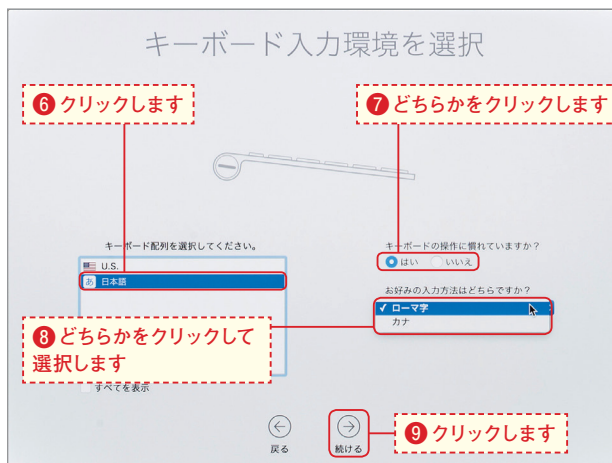 キーボード入力環境を選択
❻ クリックします
❼ どちらかをクリックします
キーボード配列を選択してください。
U.S.
あ 日本語
キーボードの操作に慣れていますか？
はい いいえ
お好みの入力方法はどちらですか？
✓ ローマ字
カナ
❽ どちらかをクリックして
選択します
すべてを表示
戻る
続ける
❾ クリックします